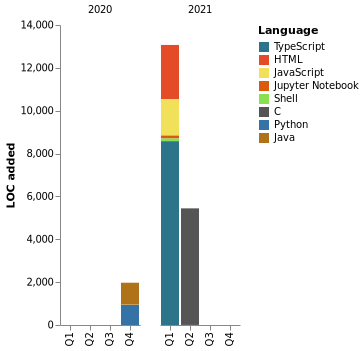 2020 2021
LOC added
14,000
12,000
10,000
8,000
6,000
4,000
2,000
0
Q1 Q2 Q3 Q4 Q1 Q2 Q3 Q4
Language
TypeScript
HTML
JavaScript
Jupyter Notebook
Shell
C
Python
Java